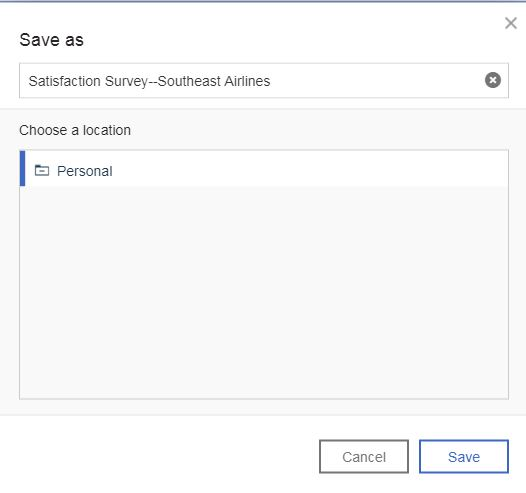 Save as
Satisfaction Survey--Southeast Airlines
Choose a location
Personal
Cancel
Save